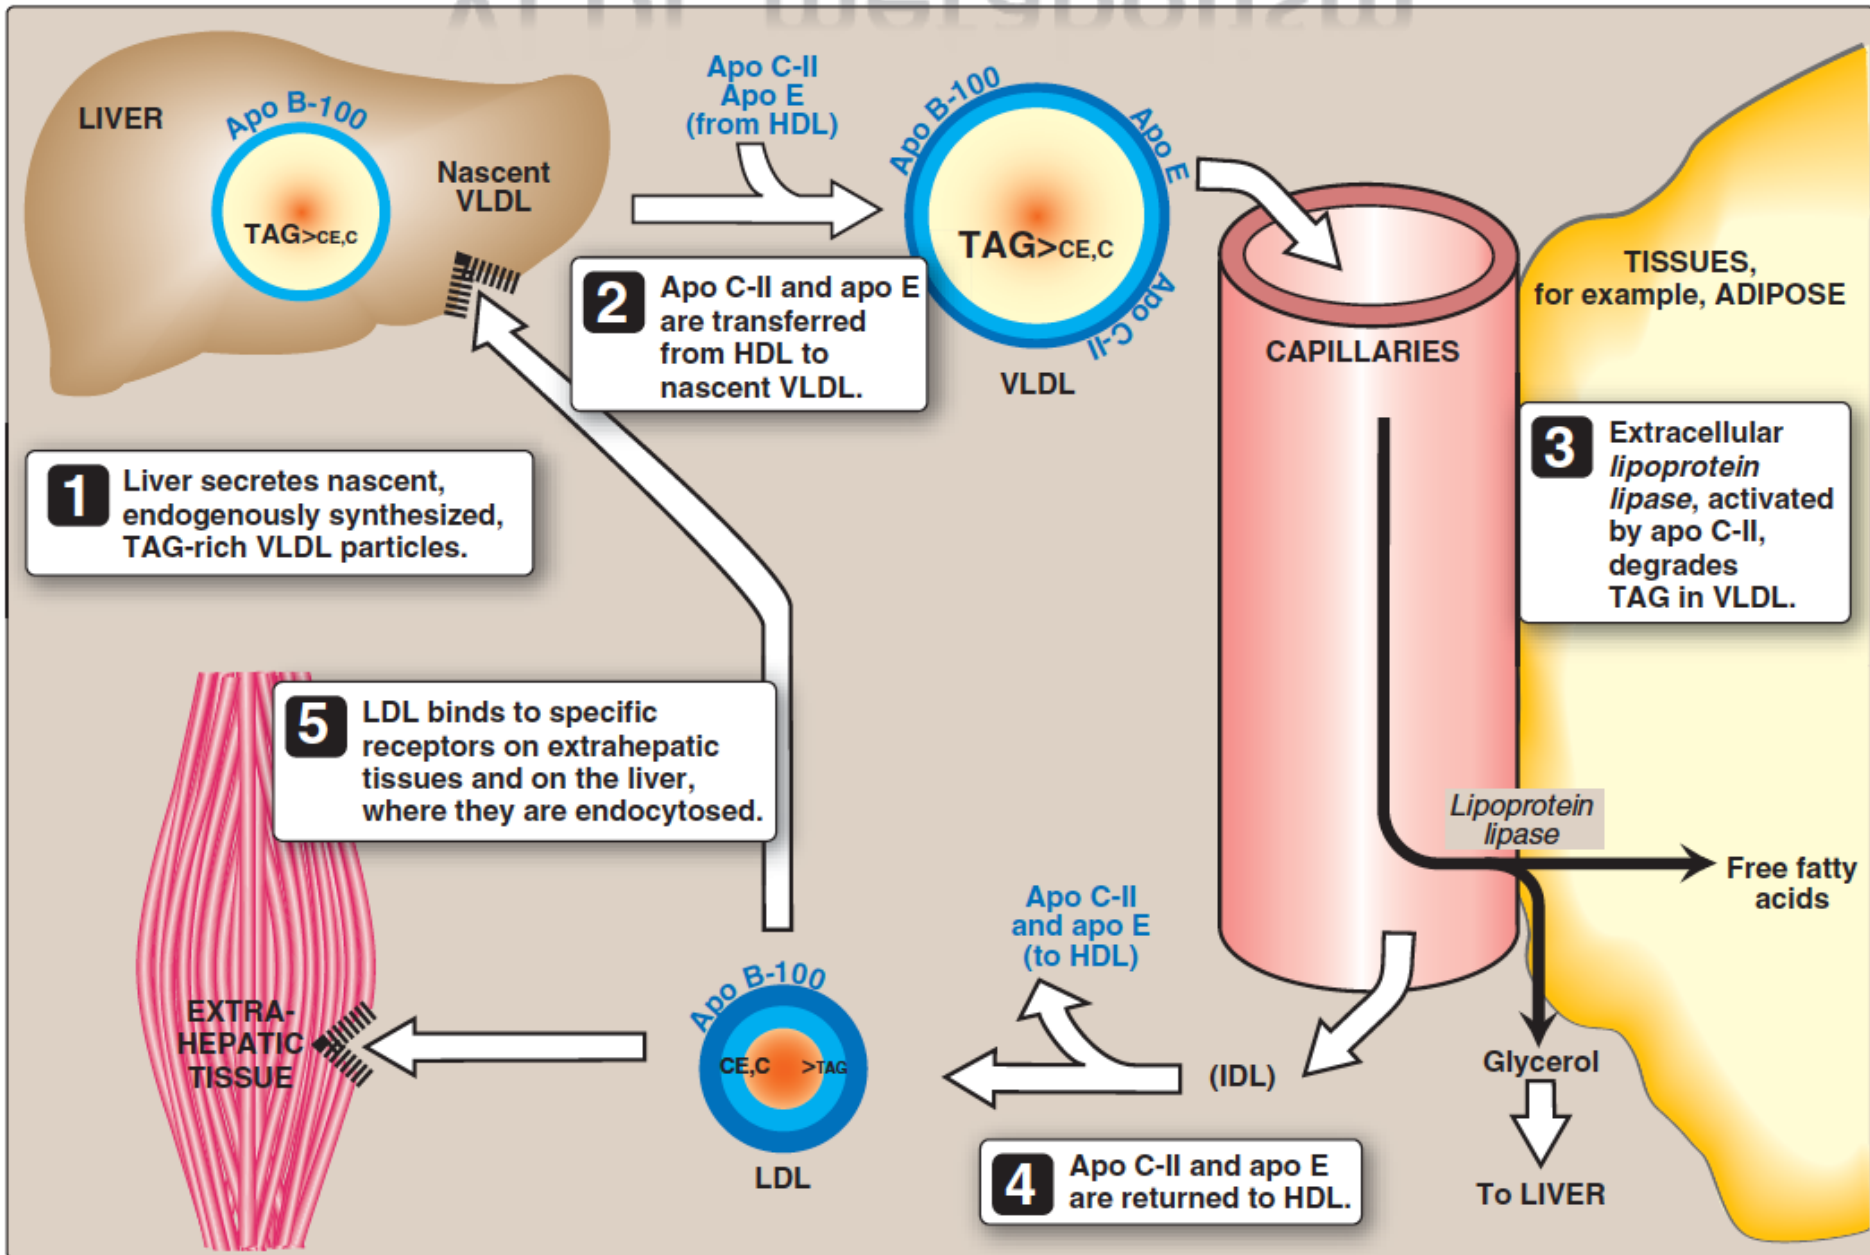 VLDL metabolism
LIVER
Apo B-100
TAG>CE,C
Nascent
VLDL
Apo C-II
Apo E
(from HDL)
Apo B-100
Apo E
Apo C-II
TAG>CE,C
VLDL
2 Apo C-II and apo E
are transferred
from HDL to
nascent VLDL.
CAPILLARIES
TISSUES,
for example, ADIPOSE
1 Liver secretes nascent,
endogenously synthesized,
TAG-rich VLDL particles.
3 Extracellular
lipoprotein
lipase, activated
by apo C-II,
degrades
TAG in VLDL.
5 LDL binds to specific
receptors on extrahepatic
tissues and on the liver,
where they are endocytosed.
Lipoprotein
lipase
Free fatty
acids
Glycerol
To LIVER
Apo C-II
and apo E
(to HDL)
(IDL)
4 Apo C-II and apo E
are returned to HDL.
Apo B-100
CE,C >TAG
LDL
EXTRA-
HEPATIC
TISSUE